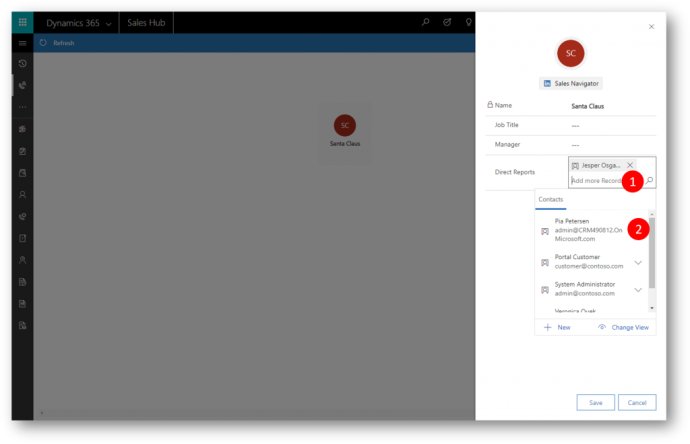 Dynamics 365
Sales Hub
Refresh
SC
Santa Claus
SC
in Sales Navigator
Name
Santa Claus
Job Title
---
Manager
---
Direct Reports
Jesper Osga...
Add more Record
1
Contacts
2
Pia Petersen
admin@CRM490812.On
Microsoft.com
Portal Customer
customer@contoso.com
System Administrator
admin@contoso.com
Veronica Quek
New
Change View
Save
Cancel